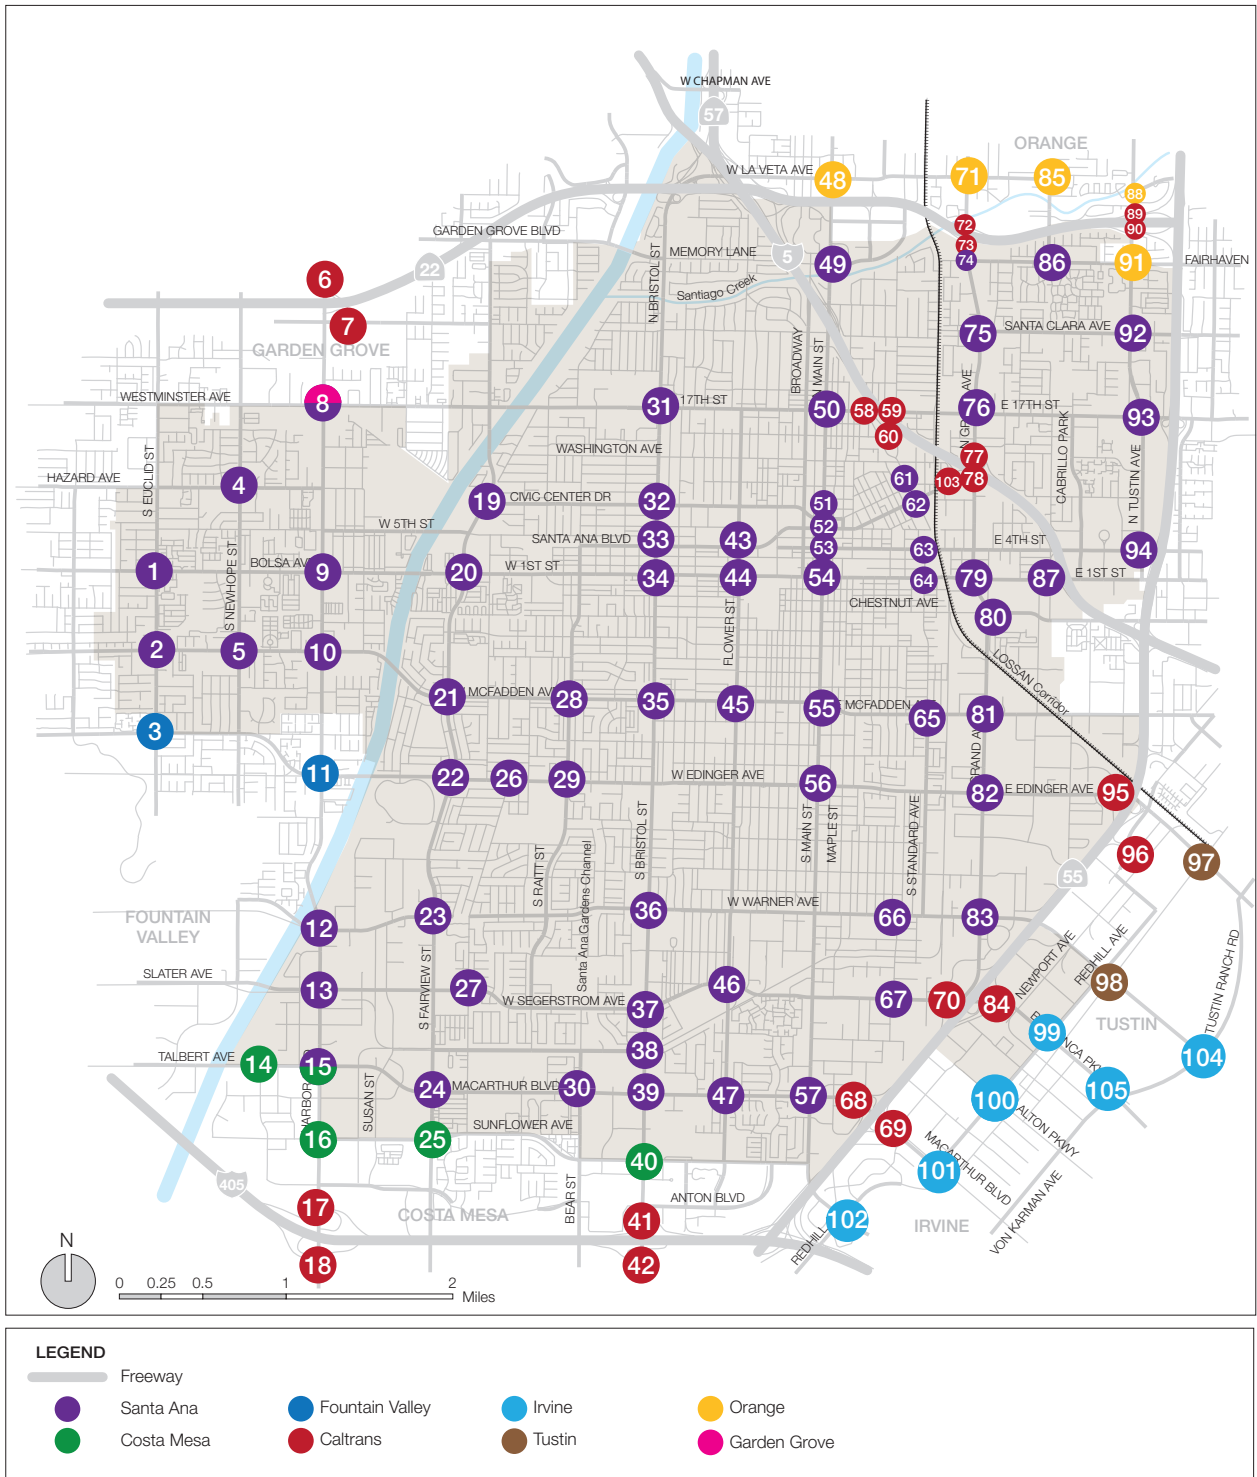 W CHAPMAN AVE
57
ORANGE
W LA VETA AVE
48
71
85
88
89
90
72
73
74
GARDEN GROVE BLVD
22
MEMORY LANE
5
49
86
91
FAIRHAVEN
6
7
GARDEN GROVE
N BRISTOL ST
Santiago Creek
BROADWAY
N MAIN ST
75
SANTA CLARA AVE
92
WESTMINSTER AVE
8
31
17TH ST
50
58
59
60
76
E 17TH ST
93
S EUCLID ST
WASHINGTON AVE
77
78
103
CABRILLO PARK
N TUSTIN AVE
HAZARD AVE
4
19
CIVIC CENTER DR
32
51
61
62
W 5TH ST
SANTA ANA BLVD
33
43
52
53
63
E 4TH ST
94
1
S NEWHOPE ST
9
20
W 1ST ST
34
44
54
64
79
87
E 1ST ST
CHESTNUT AVE
80
FLOWER ST
2
5
10
LOSSAN Corridor
21
MCFADDEN AVE
28
35
45
55
65
81
3
11
22
26
29
W EDINGER AVE
56
82
E EDINGER AVE
95
S RAITT ST
Santa Ana Gardens Channel
S BRISTOL ST
S MAIN ST
MAPLE ST
S STANDARD AVE
96
97
55
FOUNTAIN
VALLEY
12
23
36
W WARNER AVE
66
83
SLATER AVE
13
S FAIRVIEW ST
27
W SEGERSTROM AVE
37
46
67
70
84
NEWPORT AVE
REDHILL AVE
98
TUSTIN RANCH RD
TUSTIN
99
104
TALBERT AVE
14
15
38
SUSAN ST
24
MACARTHUR BLVD
30
39
47
57
68
100
105
ALTON PKWY
16
25
SUNFLOWER AVE
69
MACARTHUR BLVD
40
101
VON KARMAN AVE
405
17
COSTA MESA
BEAR ST
ANTON BLVD
41
REDHILL
102
IRVINE
18
42
N
0 0.25 0.5 1 2
Miles
LEGEND
Freeway
Santa Ana
Fountain Valley
Irvine
Orange
Costa Mesa
Caltrans
Tustin
Garden Grove